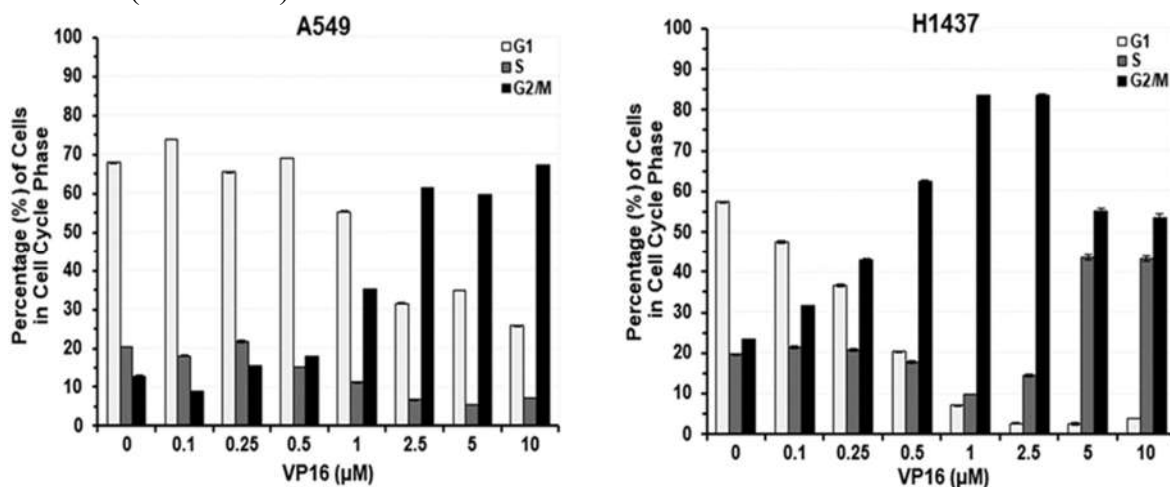 A549
100
90
80
70
60
50
40
30
20
10
0
Percentage (%) of Cells
in Cell Cycle Phase
G1
S
G2/M
0 0.1 0.25 0.5 1 2.5 5 10
VP16 (µM)
H1437
100
90
80
70
60
50
40
30
20
10
0
Percentage (%) of Cells
in Cell Cycle Phase
G1
S
G2/M
0 0.1 0.25 0.5 1 2.5 5 10
VP16 (µM)